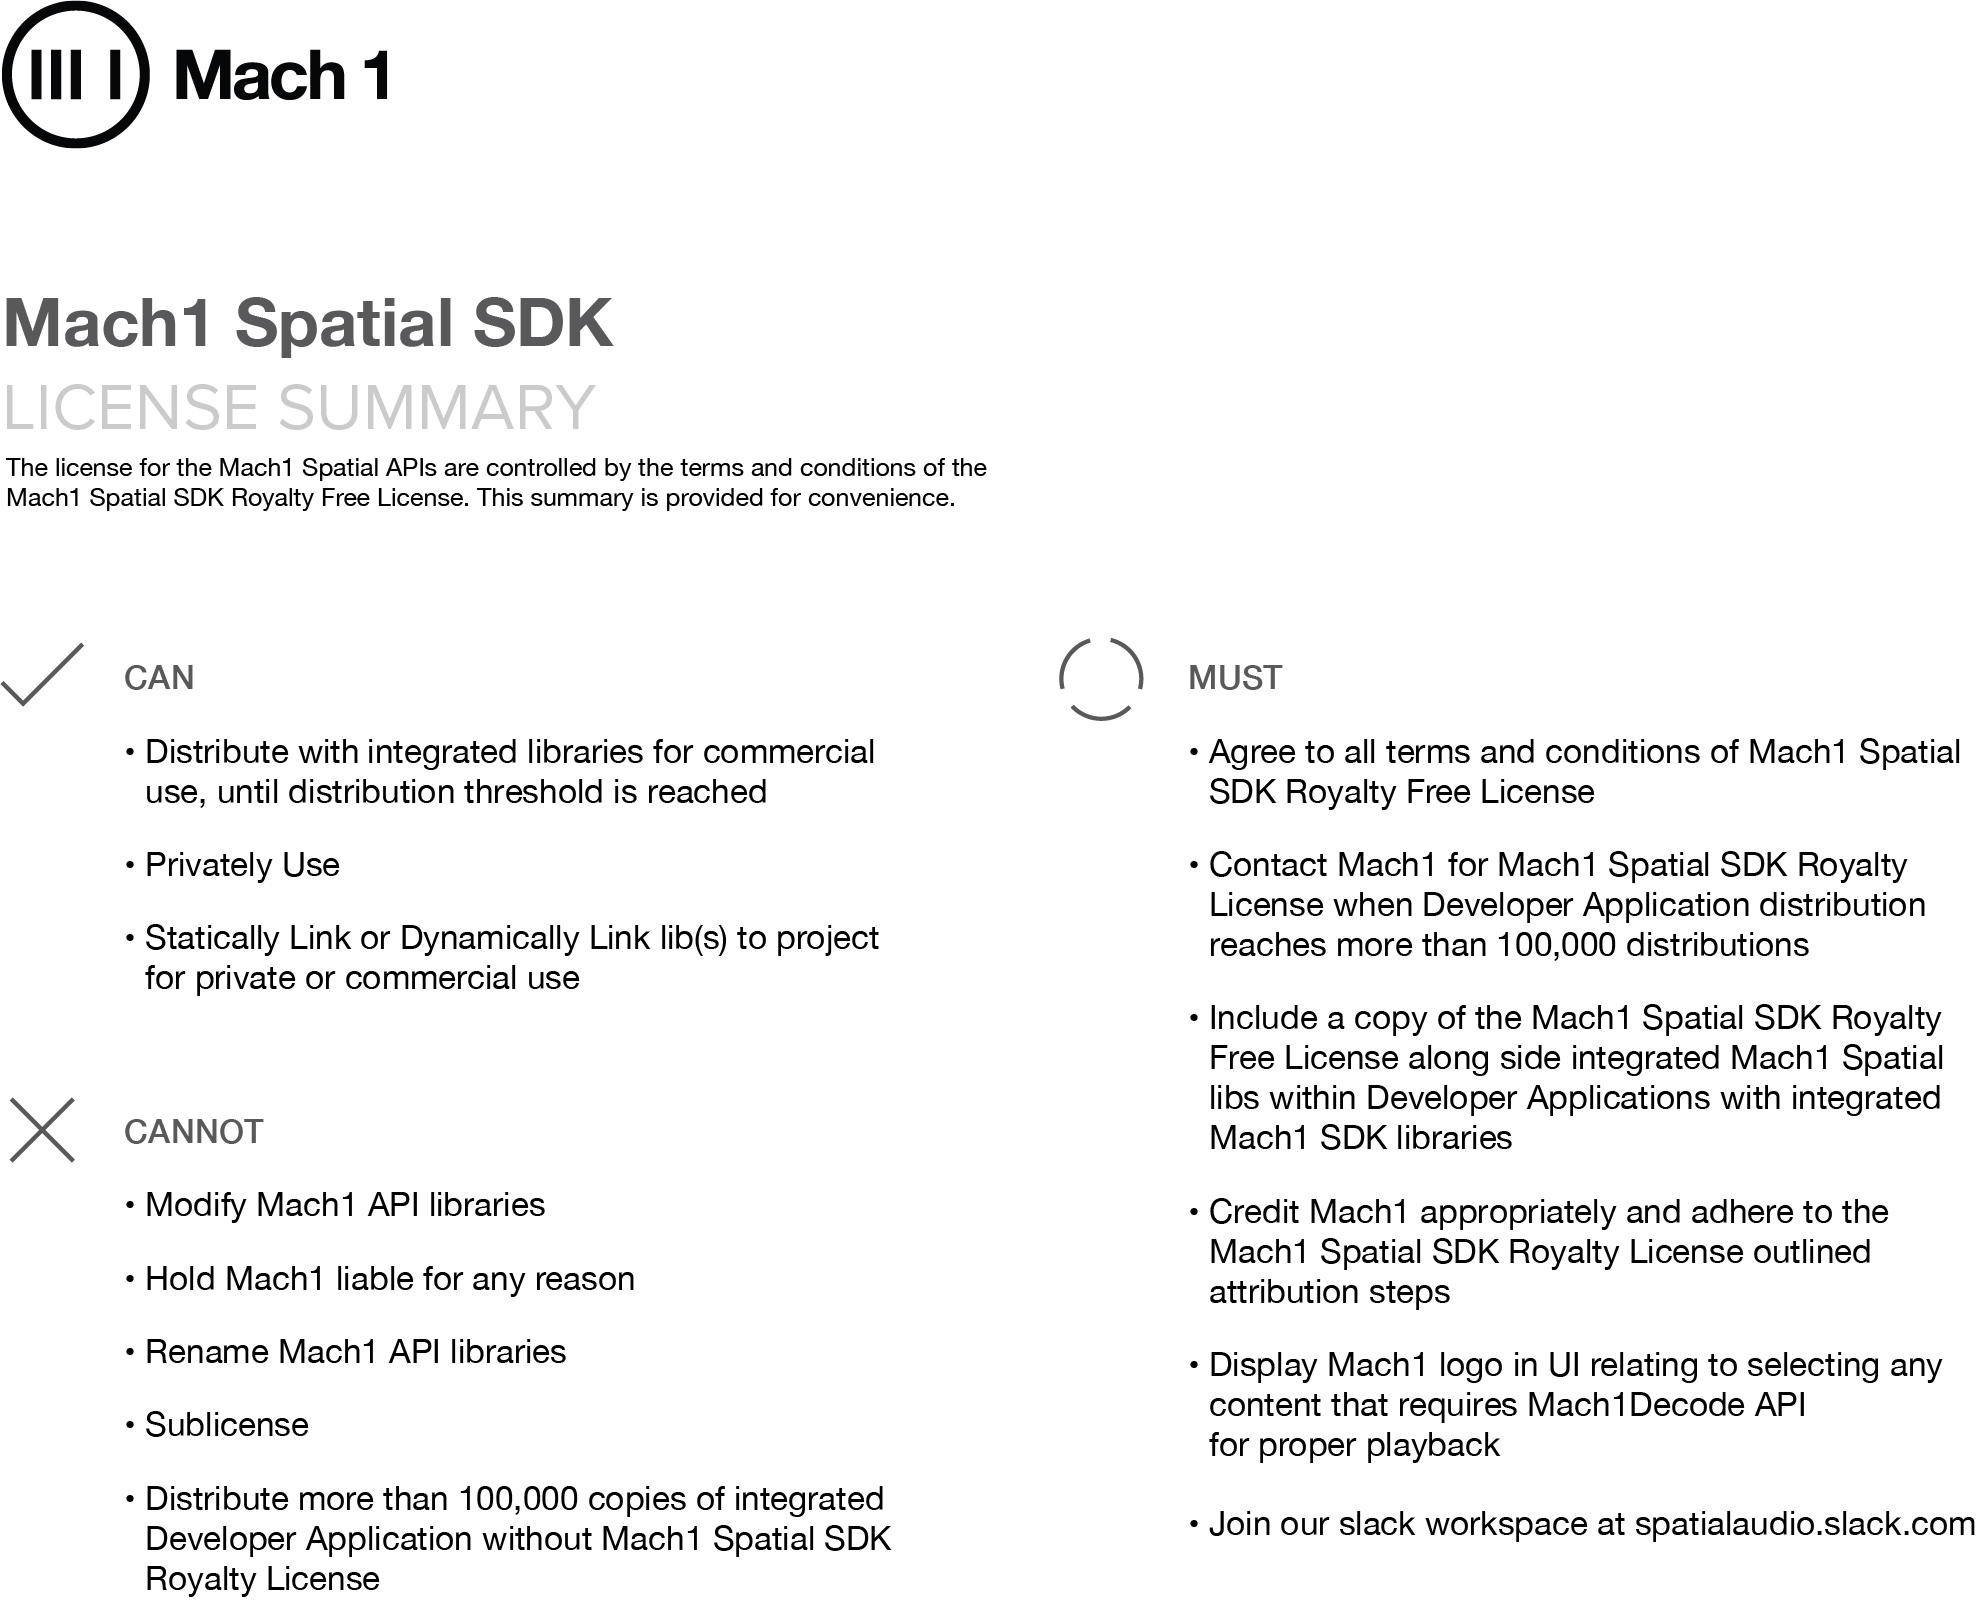 Mach 1
Mach1 Spatial SDK
LICENSE SUMMARY
The license for the Mach1 Spatial APIs are controlled by the terms and conditions of the
Mach1 Spatial SDK Royalty Free License. This summary is provided for convenience.
CAN
• Distribute with integrated libraries for commercial
use, until distribution threshold is reached
• Privately Use
• Statically Link or Dynamically Link lib(s) to project
for private or commercial use
CANNOT
• Modify Mach1 API libraries
• Hold Mach1 liable for any reason
• Rename Mach1 API libraries
• Sublicense
• Distribute more than 100,000 copies of integrated
Developer Application without Mach1 Spatial SDK
Royalty License
MUST
• Agree to all terms and conditions of Mach1 Spatial
SDK Royalty Free License
• Contact Mach1 for Mach1 Spatial SDK Royalty
License when Developer Application distribution
reaches more than 100,000 distributions
• Include a copy of the Mach1 Spatial SDK Royalty
Free License along side integrated Mach1 Spatial
libs within Developer Applications with integrated
Mach1 SDK libraries
• Credit Mach1 appropriately and adhere to the
Mach1 Spatial SDK Royalty License outlined
attribution steps
• Display Mach1 logo in UI relating to selecting any
content that requires Mach1Decode API
for proper playback
• Join our slack workspace at spatialaudio.slack.com